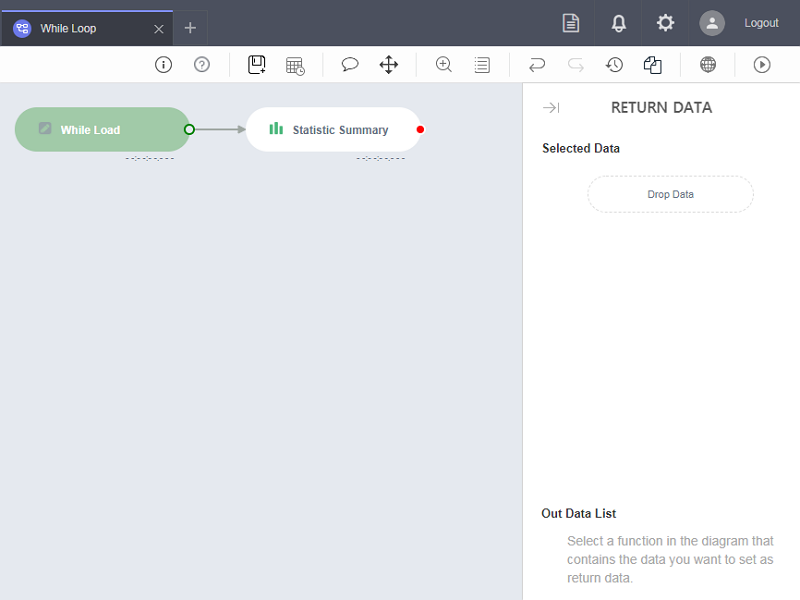 While Loop
Logout
While Load
Statistic Summary
--:--:--.---
--:--:--.---
RETURN DATA
Selected Data
Drop Data
Out Data List
Select a function in the diagram that
contains the data you want to set as
return data.